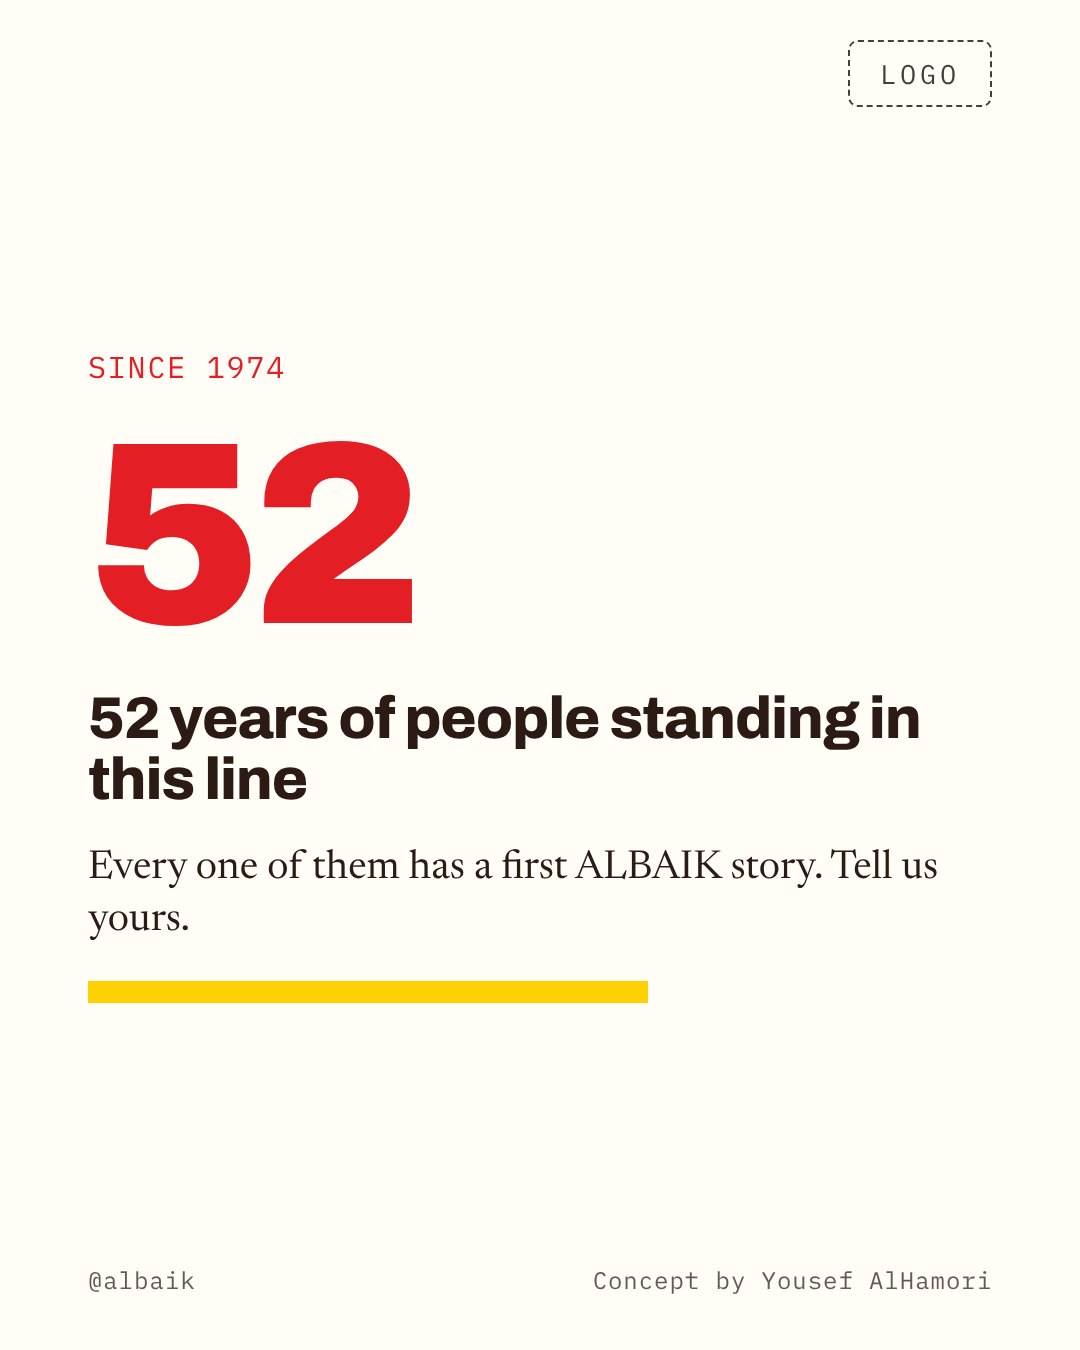 LOGO
SINCE 1974
52
52 years of people standing in
this line
Every one of them has a first ALBAIK story. Tell us
yours.
@albaik
Concept by Yousef AlHamori